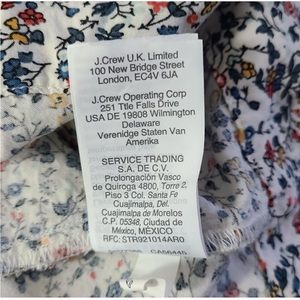 J.Crew U.K. Limited
100 New Bridge Street
London, EC4V 6JA
J.Crew Operating Corp
251 Ttle Falls Drive
USA DE 19808 Wilmington
Delaware
Verenidge Staten Van
Amerika
SERVICE TRADING
S.A. DE C.V.
Prolongación Vasco
de Quiroga 4800, Torre 2,
Piso 3 Col. Santa Fe
Cuajimalpa, Del.
Cuajimalpa de Morelos
C.P. 05348, Ciudad de
México, MÉXICO
RFC: STR921014AR0